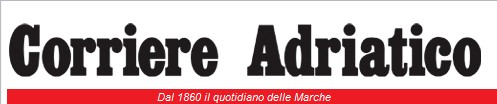 Corriere Adriatico
Dal 1860 il quotidiano delle Marche